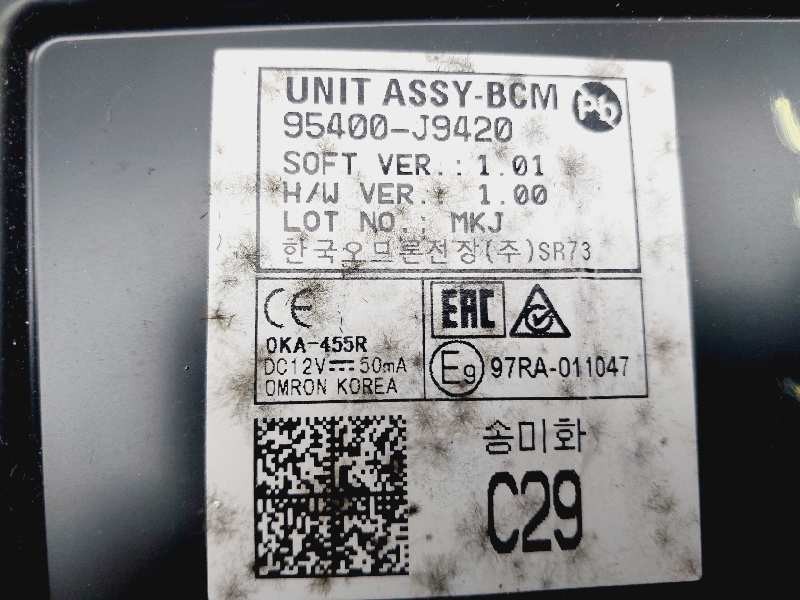 UNIT ASSY-BCM
Pb
95400-J9420
SOFT VER.: 1.01
H/W VER.: 1.00
LOT NO.: MKJ
한국오므론전장(주)SR73
CE
EAC
OKA-455R
DC12V⎓50mA
OMRON KOREA
E9 97RA-011047
송미화
C29